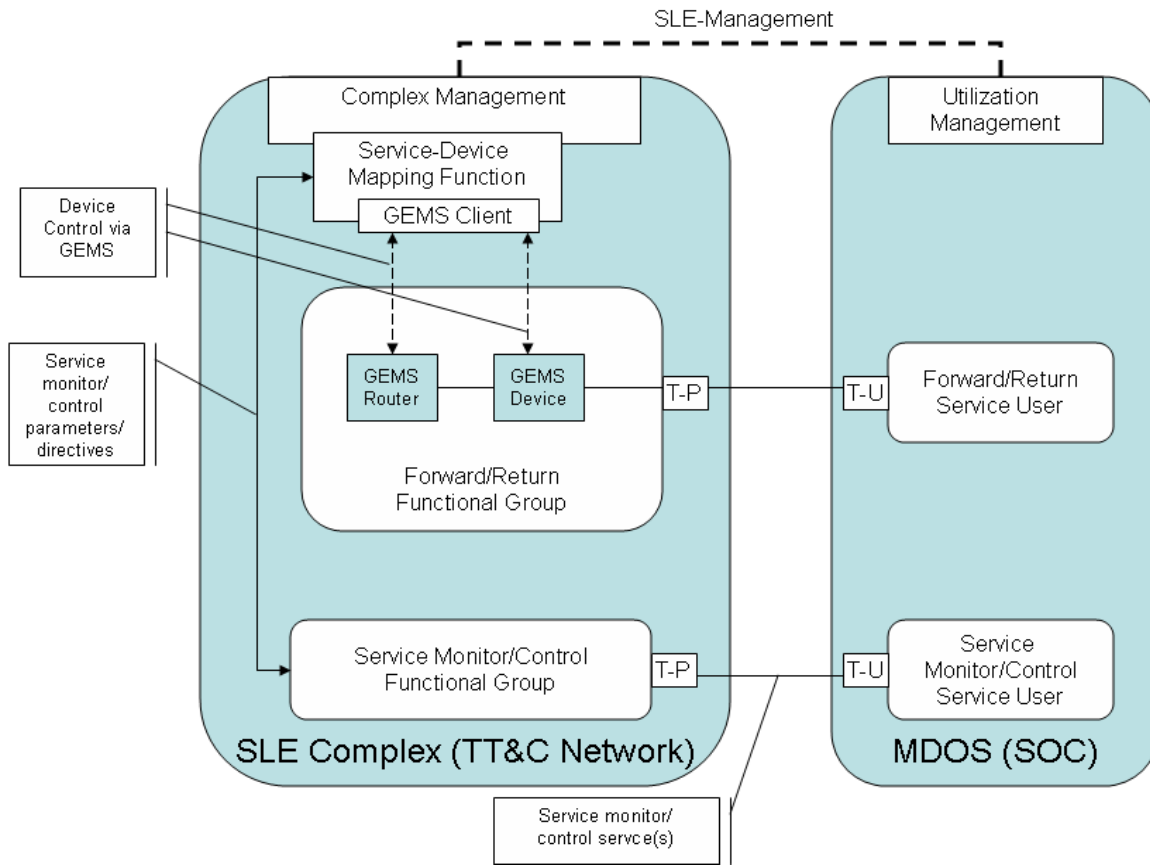 SLE-Management
Complex Management
Utilization
Management
Service-Device
Mapping Function
GEMS Client
Device
Control via
GEMS
Service
monitor/
control
parameters/
directives
GEMS
Router
GEMS
Device
T-P
T-U
Forward/Return
Service User
Forward/Return
Functional Group
Service Monitor/Control
Functional Group
T-P
T-U
Service
Monitor/Control
Service User
SLE Complex (TT&C Network)
MDOS (SOC)
Service monitor/
control servce(s)